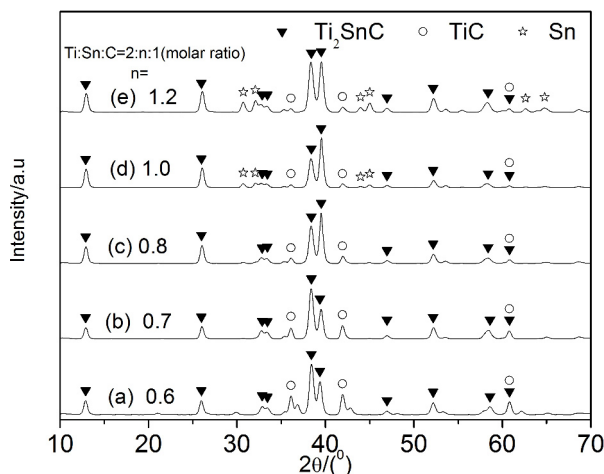 Ti₂SnC TiC Sn
Ti:Sn:C=2:n:1(molar ratio)
n=
(e) 1.2
(d) 1.0
(c) 0.8
(b) 0.7
(a) 0.6
Intensity/a.u
10 20 30 40 50 60 70
2θ/(⁰)